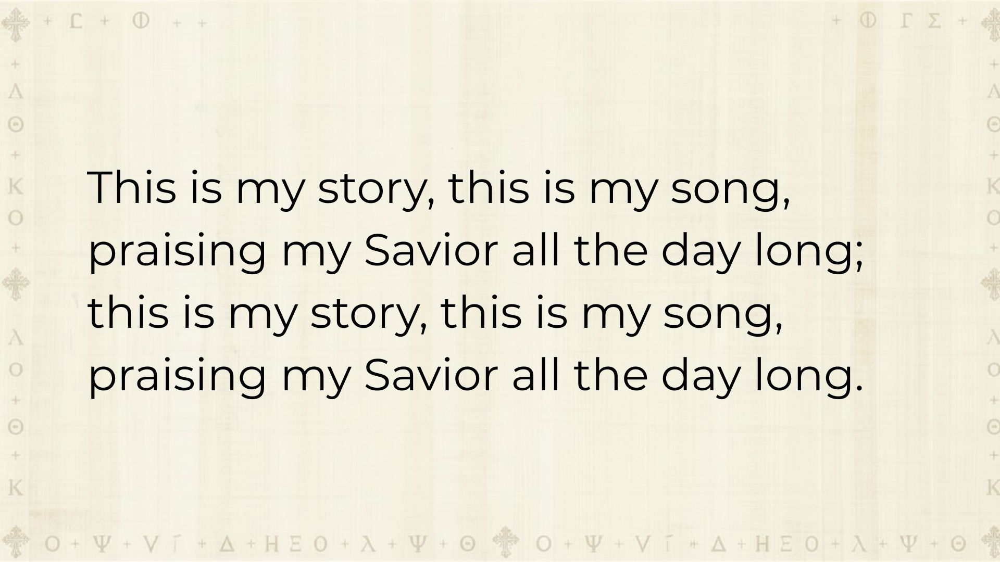 This is my story, this is my song,
praising my Savior all the day long;
this is my story, this is my song,
praising my Savior all the day long.